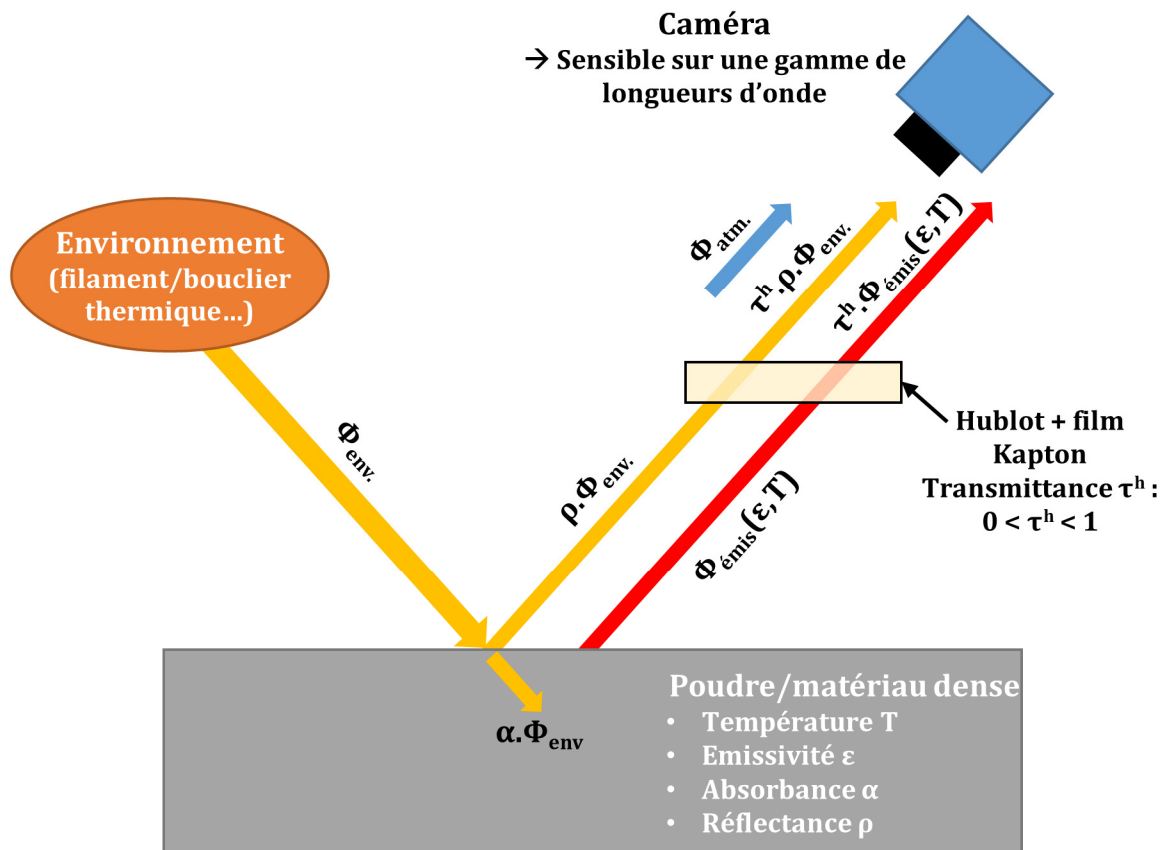 Caméra
→ Sensible sur une gamme de
longueurs d'onde
Environnement
(filament/bouclier
thermique…)
Φatm.
τʰ.ρ.Φenv.
τʰ.Φémis(ε,T)
Φenv.
ρ.Φenv.
Φémis(ε,T)
Hublot + film
Kapton
Transmittance τʰ :
0 < τʰ < 1
α.Φenv
Poudre/matériau dense
• Température T
• Emissivité ε
• Absorbance α
• Réflectance ρ